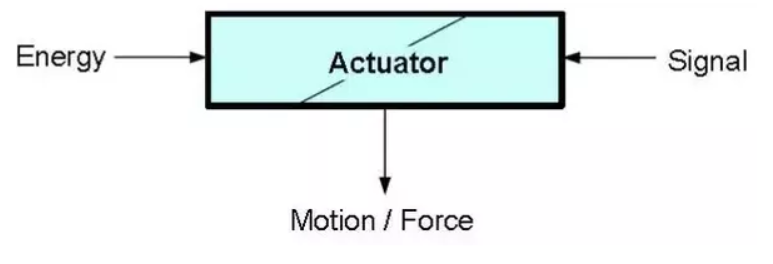 Energy
Actuator
Signal
Motion / Force